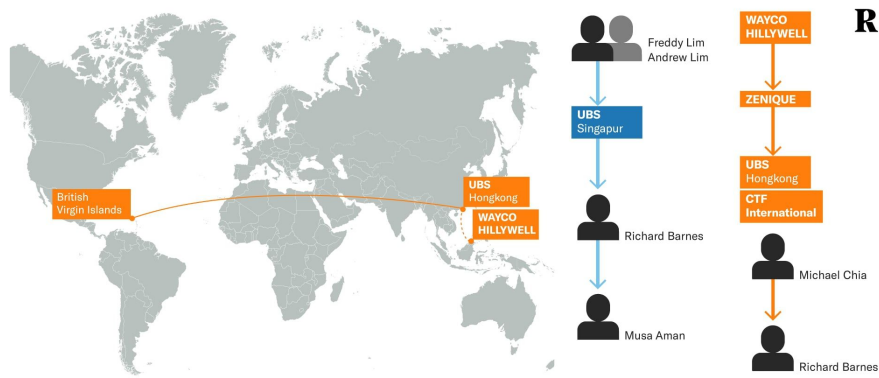 British
Virgin Islands
UBS
Hongkong
WAYCO
HILLYWELL
Freddy Lim
Andrew Lim
UBS
Singapur
Richard Barnes
Musa Aman
WAYCO
HILLYWELL
ZENIQUE
UBS
Hongkong
CTF
International
Michael Chia
Richard Barnes
R